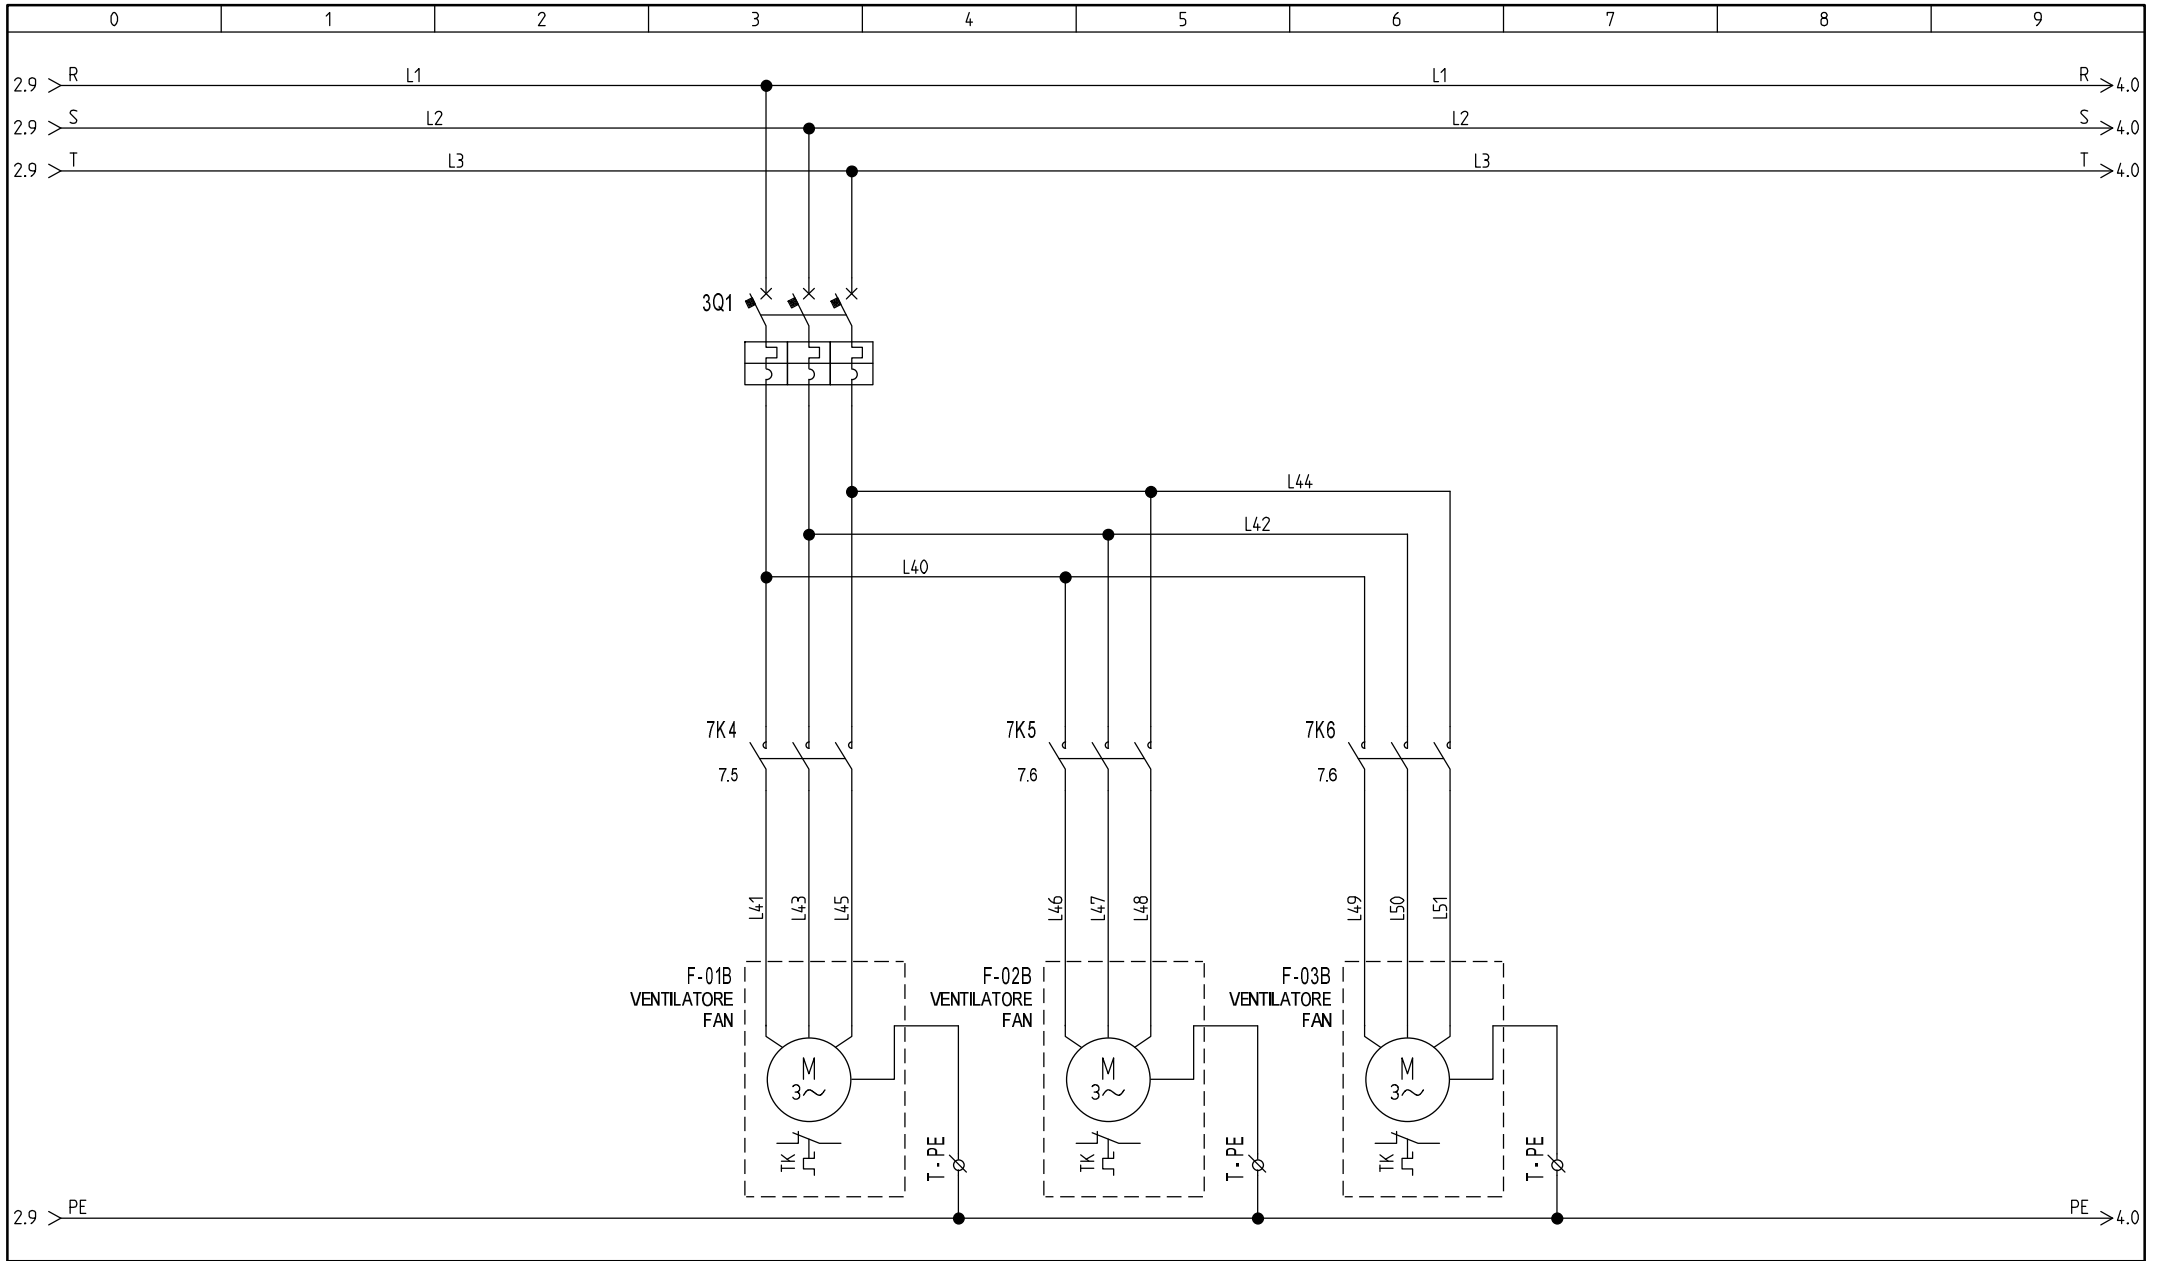 0 1 2 3 4 5 6 7 8 9
2.9 R L1 L1 R 4.0
2.9 S L2 L2 S 4.0
2.9 T L3 L3 T 4.0
3Q1
L44
L42
L40
7K4 7K5 7K6
7.5 7.6 7.6
L41 L43 L45 L46 L47 L48 L49 L50 L51
F-01B F-02B F-03B
VENTILATORE VENTILATORE VENTILATORE
FAN FAN FAN
M M M
3~ 3~ 3~
TK T-PE TK T-PE TK T-PE
2.9 PE PE 4.0